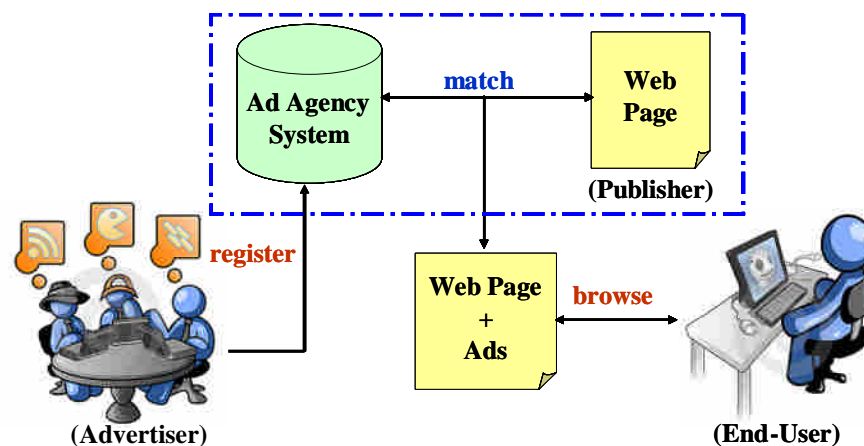 Ad Agency
System
match
Web
Page
(Publisher)
register
Web Page
+
Ads
browse
(Advertiser)
(End-User)